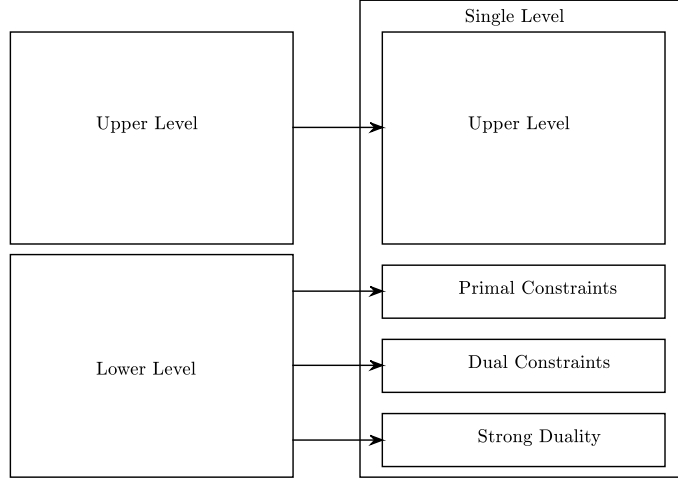 Single Level
Upper Level
Upper Level
Primal Constraints
Lower Level
Dual Constraints
Strong Duality